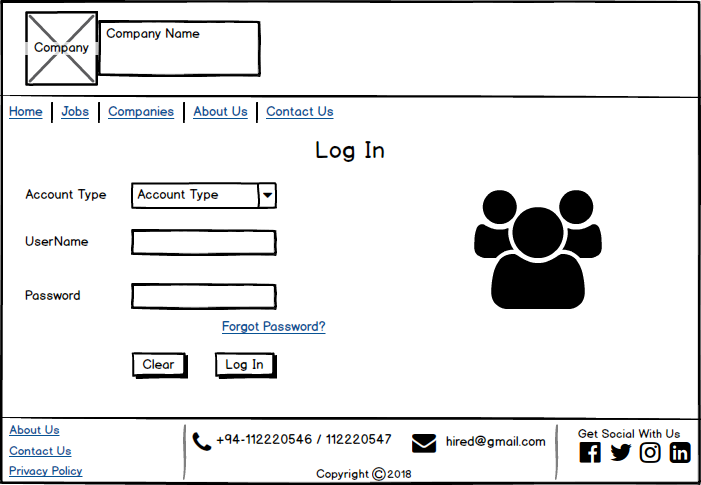 Company
Company Name
Home Jobs Companies About Us Contact Us
Log In
Account Type Account Type
UserName
Password
Forgot Password?
Clear Log In
About Us
Contact Us
Privacy Policy
+94-112220546 / 112220547
hired@gmail.com
Copyright ©2018
Get Social With Us